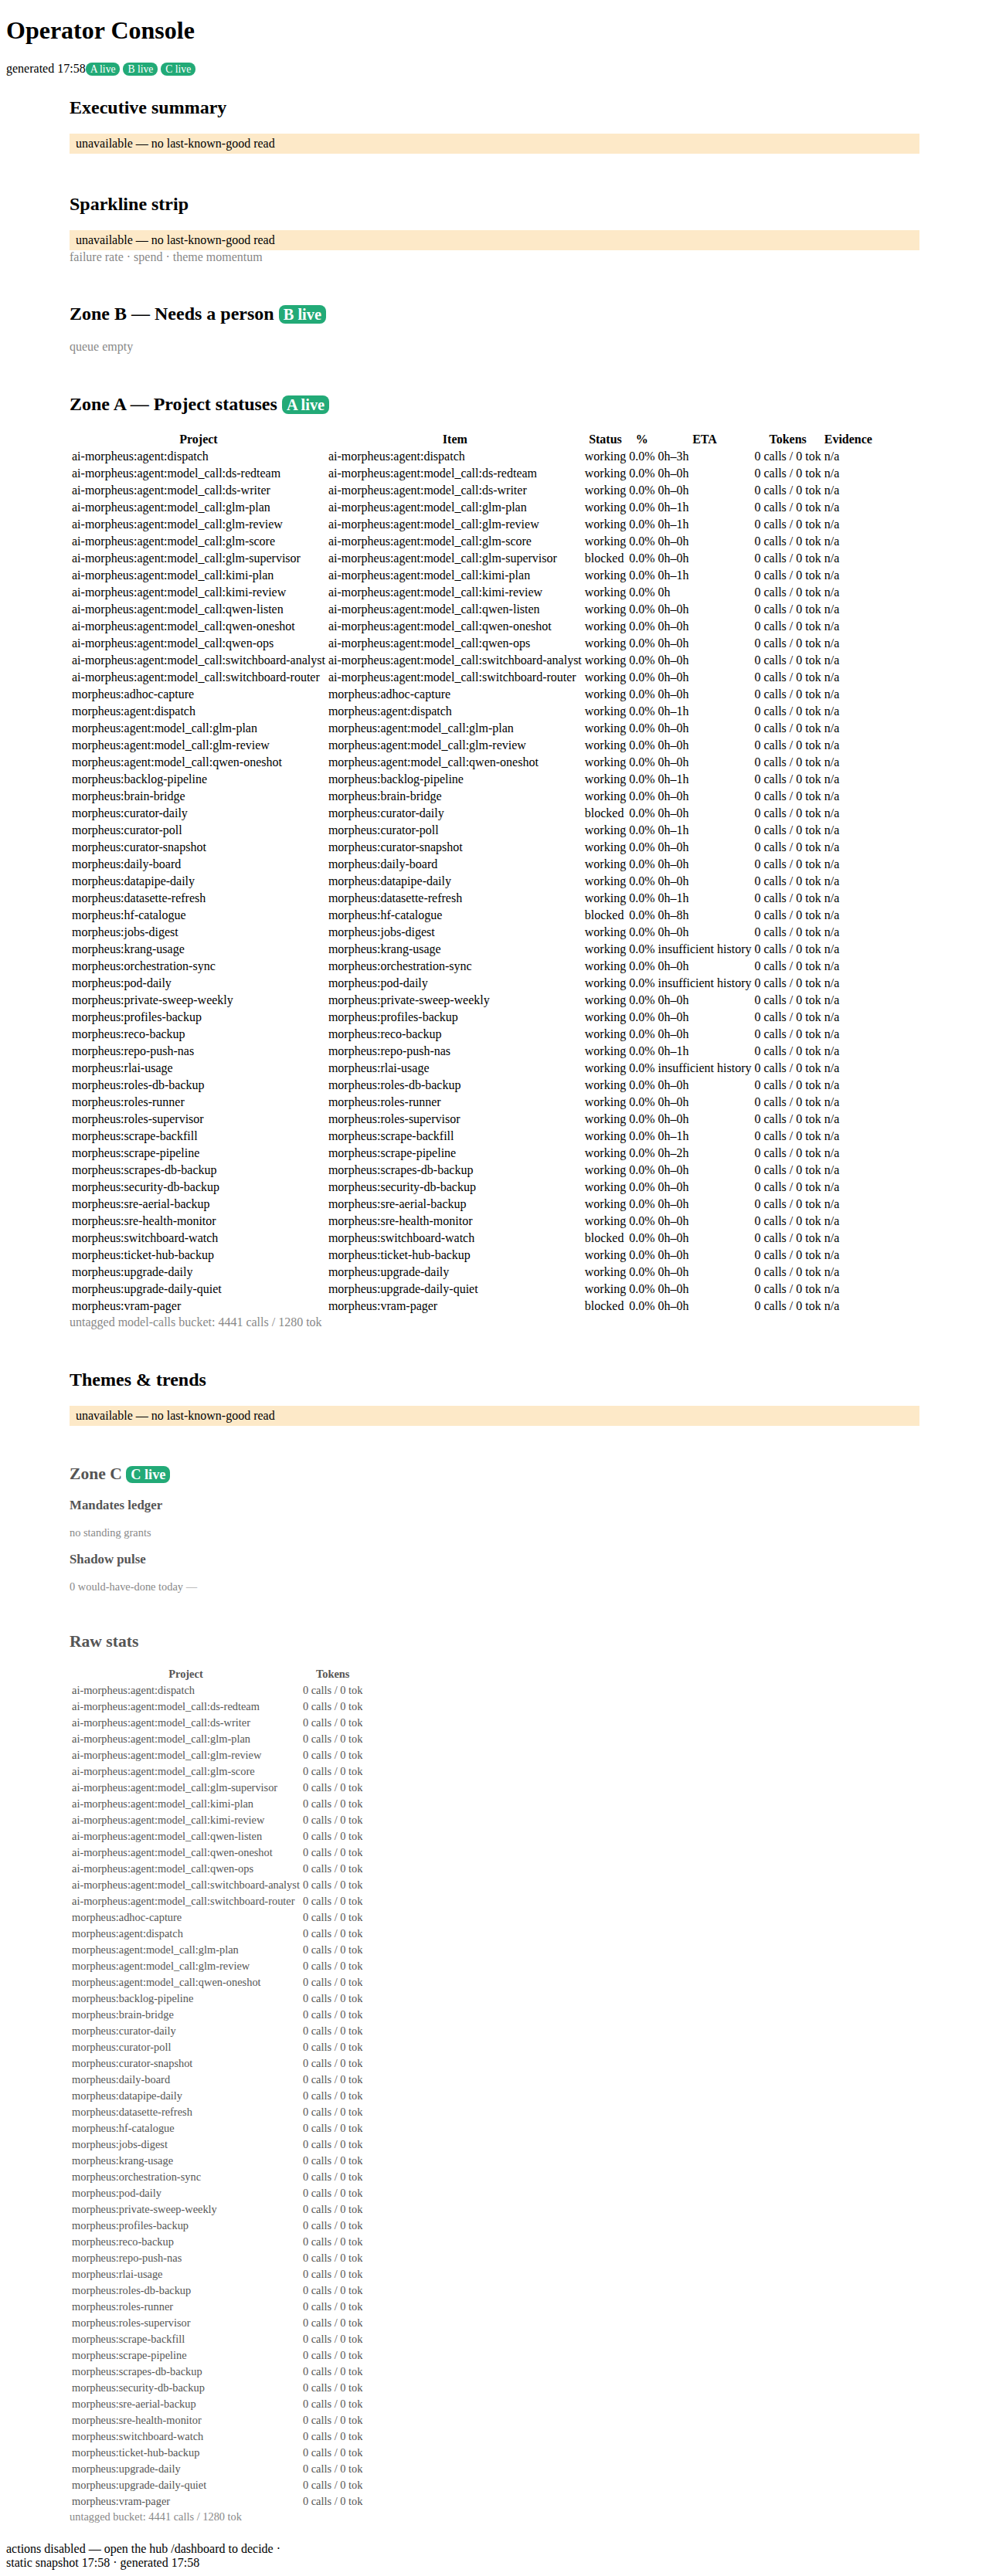 Operator Console
generated 17:58 A live B live C live
Executive summary
unavailable — no last-known-good read
Sparkline strip
unavailable — no last-known-good read
failure rate · spend · theme momentum
Zone B — Needs a person B live
queue empty
Zone A — Project statuses A live
Project Item Status % ETA Tokens Evidence
ai-morpheus:agent:dispatch ai-morpheus:agent:dispatch working 0.0% 0h–3h 0 calls / 0 tok n/a
ai-morpheus:agent:model_call:ds-redteam ai-morpheus:agent:model_call:ds-redteam working 0.0% 0h–0h 0 calls / 0 tok n/a
ai-morpheus:agent:model_call:ds-writer ai-morpheus:agent:model_call:ds-writer working 0.0% 0h–0h 0 calls / 0 tok n/a
ai-morpheus:agent:model_call:glm-plan ai-morpheus:agent:model_call:glm-plan working 0.0% 0h–1h 0 calls / 0 tok n/a
ai-morpheus:agent:model_call:glm-review ai-morpheus:agent:model_call:glm-review working 0.0% 0h–1h 0 calls / 0 tok n/a
ai-morpheus:agent:model_call:glm-score ai-morpheus:agent:model_call:glm-score working 0.0% 0h–0h 0 calls / 0 tok n/a
ai-morpheus:agent:model_call:glm-supervisor ai-morpheus:agent:model_call:glm-supervisor blocked 0.0% 0h–0h 0 calls / 0 tok n/a
ai-morpheus:agent:model_call:kimi-plan ai-morpheus:agent:model_call:kimi-plan working 0.0% 0h–1h 0 calls / 0 tok n/a
ai-morpheus:agent:model_call:kimi-review ai-morpheus:agent:model_call:kimi-review working 0.0% 0h 0 calls / 0 tok n/a
ai-morpheus:agent:model_call:qwen-listen ai-morpheus:agent:model_call:qwen-listen working 0.0% 0h–0h 0 calls / 0 tok n/a
ai-morpheus:agent:model_call:qwen-oneshot ai-morpheus:agent:model_call:qwen-oneshot working 0.0% 0h–0h 0 calls / 0 tok n/a
ai-morpheus:agent:model_call:qwen-ops ai-morpheus:agent:model_call:qwen-ops working 0.0% 0h–0h 0 calls / 0 tok n/a
ai-morpheus:agent:model_call:switchboard-analyst ai-morpheus:agent:model_call:switchboard-analyst working 0.0% 0h–0h 0 calls / 0 tok n/a
ai-morpheus:agent:model_call:switchboard-router ai-morpheus:agent:model_call:switchboard-router working 0.0% 0h–0h 0 calls / 0 tok n/a
morpheus:adhoc-capture morpheus:adhoc-capture working 0.0% 0h–0h 0 calls / 0 tok n/a
morpheus:agent:dispatch morpheus:agent:dispatch working 0.0% 0h–1h 0 calls / 0 tok n/a
morpheus:agent:model_call:glm-plan morpheus:agent:model_call:glm-plan working 0.0% 0h–0h 0 calls / 0 tok n/a
morpheus:agent:model_call:glm-review morpheus:agent:model_call:glm-review working 0.0% 0h–0h 0 calls / 0 tok n/a
morpheus:agent:model_call:qwen-oneshot morpheus:agent:model_call:qwen-oneshot working 0.0% 0h–0h 0 calls / 0 tok n/a
morpheus:backlog-pipeline morpheus:backlog-pipeline working 0.0% 0h–1h 0 calls / 0 tok n/a
morpheus:brain-bridge morpheus:brain-bridge working 0.0% 0h–0h 0 calls / 0 tok n/a
morpheus:curator-daily morpheus:curator-daily blocked 0.0% 0h–0h 0 calls / 0 tok n/a
morpheus:curator-poll morpheus:curator-poll working 0.0% 0h–1h 0 calls / 0 tok n/a
morpheus:curator-snapshot morpheus:curator-snapshot working 0.0% 0h–0h 0 calls / 0 tok n/a
morpheus:daily-board morpheus:daily-board working 0.0% 0h–0h 0 calls / 0 tok n/a
morpheus:datapipe-daily morpheus:datapipe-daily working 0.0% 0h–0h 0 calls / 0 tok n/a
morpheus:datasette-refresh morpheus:datasette-refresh working 0.0% 0h–1h 0 calls / 0 tok n/a
morpheus:hf-catalogue morpheus:hf-catalogue blocked 0.0% 0h–8h 0 calls / 0 tok n/a
morpheus:jobs-digest morpheus:jobs-digest working 0.0% 0h–0h 0 calls / 0 tok n/a
morpheus:krang-usage morpheus:krang-usage working 0.0% insufficient history 0 calls / 0 tok n/a
morpheus:orchestration-sync morpheus:orchestration-sync working 0.0% 0h–0h 0 calls / 0 tok n/a
morpheus:pod-daily morpheus:pod-daily working 0.0% insufficient history 0 calls / 0 tok n/a
morpheus:private-sweep-weekly morpheus:private-sweep-weekly working 0.0% 0h–0h 0 calls / 0 tok n/a
morpheus:profiles-backup morpheus:profiles-backup working 0.0% 0h–0h 0 calls / 0 tok n/a
morpheus:reco-backup morpheus:reco-backup working 0.0% 0h–0h 0 calls / 0 tok n/a
morpheus:repo-push-nas morpheus:repo-push-nas working 0.0% 0h–1h 0 calls / 0 tok n/a
morpheus:rlai-usage morpheus:rlai-usage working 0.0% insufficient history 0 calls / 0 tok n/a
morpheus:roles-db-backup morpheus:roles-db-backup working 0.0% 0h–0h 0 calls / 0 tok n/a
morpheus:roles-runner morpheus:roles-runner working 0.0% 0h–0h 0 calls / 0 tok n/a
morpheus:roles-supervisor morpheus:roles-supervisor working 0.0% 0h–0h 0 calls / 0 tok n/a
morpheus:scrape-backfill morpheus:scrape-backfill working 0.0% 0h–1h 0 calls / 0 tok n/a
morpheus:scrape-pipeline morpheus:scrape-pipeline working 0.0% 0h–2h 0 calls / 0 tok n/a
morpheus:scrapes-db-backup morpheus:scrapes-db-backup working 0.0% 0h–0h 0 calls / 0 tok n/a
morpheus:security-db-backup morpheus:security-db-backup working 0.0% 0h–0h 0 calls / 0 tok n/a
morpheus:sre-aerial-backup morpheus:sre-aerial-backup working 0.0% 0h–0h 0 calls / 0 tok n/a
morpheus:sre-health-monitor morpheus:sre-health-monitor working 0.0% 0h–0h 0 calls / 0 tok n/a
morpheus:switchboard-watch morpheus:switchboard-watch blocked 0.0% 0h–0h 0 calls / 0 tok n/a
morpheus:ticket-hub-backup morpheus:ticket-hub-backup working 0.0% 0h–0h 0 calls / 0 tok n/a
morpheus:upgrade-daily morpheus:upgrade-daily working 0.0% 0h–0h 0 calls / 0 tok n/a
morpheus:upgrade-daily-quiet morpheus:upgrade-daily-quiet working 0.0% 0h–0h 0 calls / 0 tok n/a
morpheus:vram-pager morpheus:vram-pager blocked 0.0% 0h–0h 0 calls / 0 tok n/a
untagged model-calls bucket: 4441 calls / 1280 tok
Themes & trends
unavailable — no last-known-good read
Zone C C live
Mandates ledger
no standing grants
Shadow pulse
0 would-have-done today —
Raw stats
Project Tokens
ai-morpheus:agent:dispatch 0 calls / 0 tok
ai-morpheus:agent:model_call:ds-redteam 0 calls / 0 tok
ai-morpheus:agent:model_call:ds-writer 0 calls / 0 tok
ai-morpheus:agent:model_call:glm-plan 0 calls / 0 tok
ai-morpheus:agent:model_call:glm-review 0 calls / 0 tok
ai-morpheus:agent:model_call:glm-score 0 calls / 0 tok
ai-morpheus:agent:model_call:glm-supervisor 0 calls / 0 tok
ai-morpheus:agent:model_call:kimi-plan 0 calls / 0 tok
ai-morpheus:agent:model_call:kimi-review 0 calls / 0 tok
ai-morpheus:agent:model_call:qwen-listen 0 calls / 0 tok
ai-morpheus:agent:model_call:qwen-oneshot 0 calls / 0 tok
ai-morpheus:agent:model_call:qwen-ops 0 calls / 0 tok
ai-morpheus:agent:model_call:switchboard-analyst 0 calls / 0 tok
ai-morpheus:agent:model_call:switchboard-router 0 calls / 0 tok
morpheus:adhoc-capture 0 calls / 0 tok
morpheus:agent:dispatch 0 calls / 0 tok
morpheus:agent:model_call:glm-plan 0 calls / 0 tok
morpheus:agent:model_call:glm-review 0 calls / 0 tok
morpheus:agent:model_call:qwen-oneshot 0 calls / 0 tok
morpheus:backlog-pipeline 0 calls / 0 tok
morpheus:brain-bridge 0 calls / 0 tok
morpheus:curator-daily 0 calls / 0 tok
morpheus:curator-poll 0 calls / 0 tok
morpheus:curator-snapshot 0 calls / 0 tok
morpheus:daily-board 0 calls / 0 tok
morpheus:datapipe-daily 0 calls / 0 tok
morpheus:datasette-refresh 0 calls / 0 tok
morpheus:hf-catalogue 0 calls / 0 tok
morpheus:jobs-digest 0 calls / 0 tok
morpheus:krang-usage 0 calls / 0 tok
morpheus:orchestration-sync 0 calls / 0 tok
morpheus:pod-daily 0 calls / 0 tok
morpheus:private-sweep-weekly 0 calls / 0 tok
morpheus:profiles-backup 0 calls / 0 tok
morpheus:reco-backup 0 calls / 0 tok
morpheus:repo-push-nas 0 calls / 0 tok
morpheus:rlai-usage 0 calls / 0 tok
morpheus:roles-db-backup 0 calls / 0 tok
morpheus:roles-runner 0 calls / 0 tok
morpheus:roles-supervisor 0 calls / 0 tok
morpheus:scrape-backfill 0 calls / 0 tok
morpheus:scrape-pipeline 0 calls / 0 tok
morpheus:scrapes-db-backup 0 calls / 0 tok
morpheus:security-db-backup 0 calls / 0 tok
morpheus:sre-aerial-backup 0 calls / 0 tok
morpheus:sre-health-monitor 0 calls / 0 tok
morpheus:switchboard-watch 0 calls / 0 tok
morpheus:ticket-hub-backup 0 calls / 0 tok
morpheus:upgrade-daily 0 calls / 0 tok
morpheus:upgrade-daily-quiet 0 calls / 0 tok
morpheus:vram-pager 0 calls / 0 tok
untagged bucket: 4441 calls / 1280 tok
actions disabled — open the hub /dashboard to decide ·
static snapshot 17:58 · generated 17:58